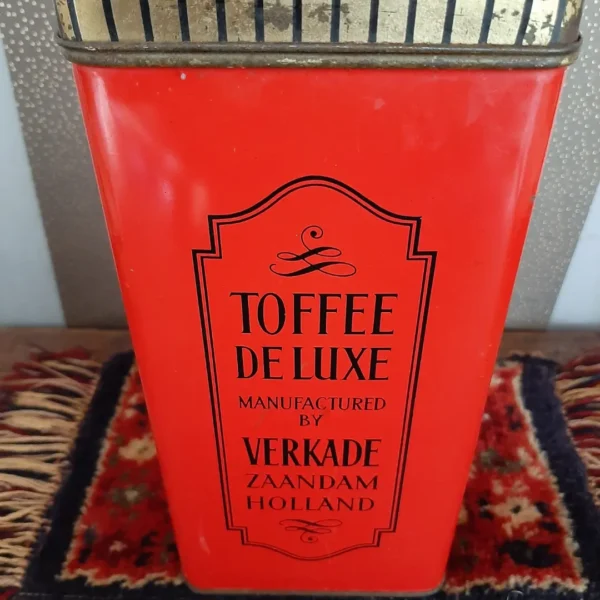 TOFFEE
DE LUXE
MANUFACTURED
BY
VERKADE
ZAANDAM
HOLLAND